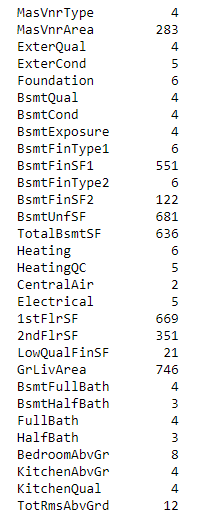 MasVnrType 4
MasVnrArea 283
ExterQual 4
ExterCond 5
Foundation 6
BsmtQual 4
BsmtCond 4
BsmtExposure 4
BsmtFinType1 6
BsmtFinSF1 551
BsmtFinType2 6
BsmtFinSF2 122
BsmtUnfSF 681
TotalBsmtSF 636
Heating 6
HeatingQC 5
CentralAir 2
Electrical 5
1stFlrSF 669
2ndFlrSF 351
LowQualFinSF 21
GrLivArea 746
BsmtFullBath 4
BsmtHalfBath 3
FullBath 4
HalfBath 3
BedroomAbvGr 8
KitchenAbvGr 4
KitchenQual 4
TotRmsAbvGrd 12